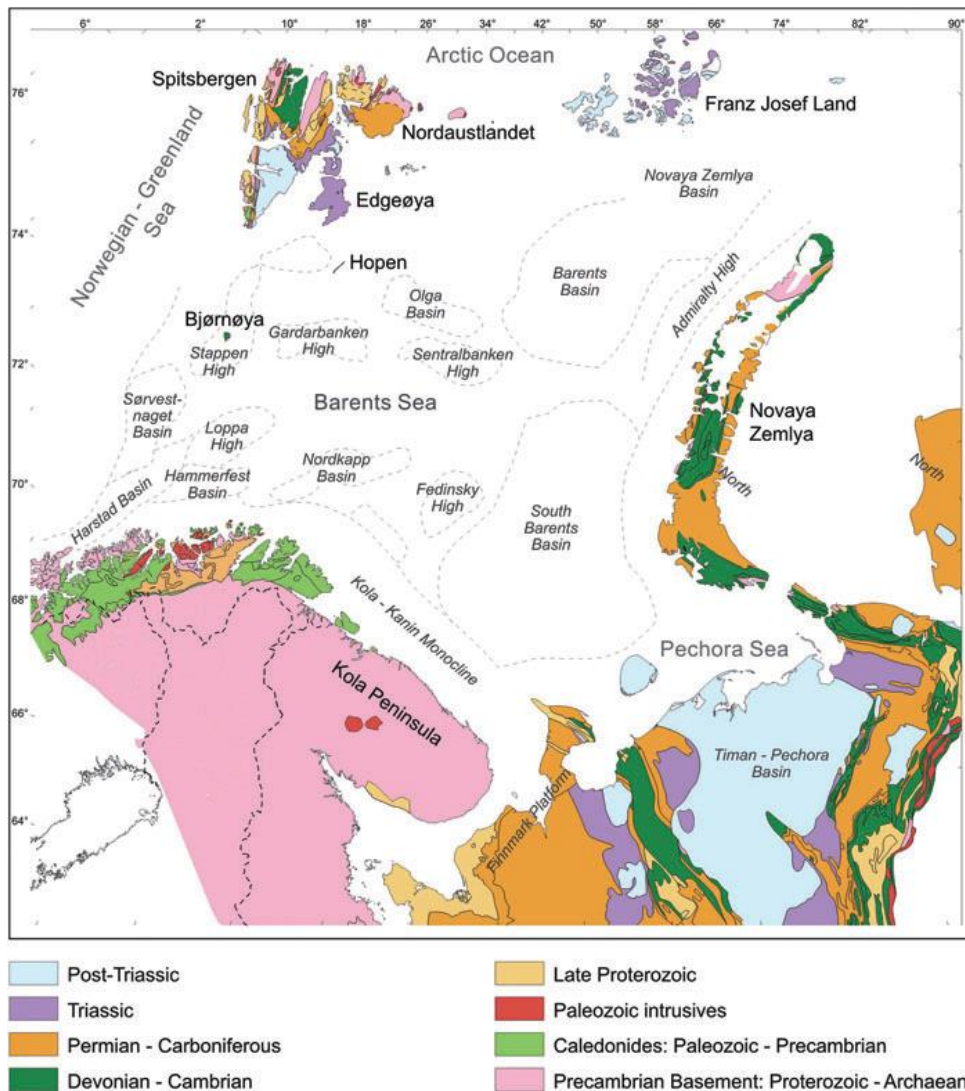 6°
2°
10°
18°
26°
34°
42°
50°
58°
66°
74°
82°
90°
76°
74°
72°
70°
68°
66°
64°
Arctic Ocean
Spitsbergen
Nordaustlandet
Franz Josef Land
Norwegian - Greenland
Sea
Edgeøya
Novaya Zemlya
Basin
Hopen
Barents
Basin
Admiralty High
Olga
Basin
Bjørnøya
Stappen
High
Gardarbanken
High
Sentralbanken
High
Sørvest-
naget
Basin
Barents Sea
Loppa
High
Novaya
Zemlya
North
North
Harstad Basin
Hammerfest
Basin
Nordkapp
Basin
Fedinsky
High
South
Barents
Basin
Kola - Kanin Monocline
Pechora Sea
Kola Peninsula
Timan - Pechora
Basin
Finnmark Platform
Post-Triassic
Triassic
Permian - Carboniferous
Devonian - Cambrian
Late Proterozoic
Paleozoic intrusives
Caledonides: Paleozoic - Precambrian
Precambrian Basement: Proterozoic - Archaean